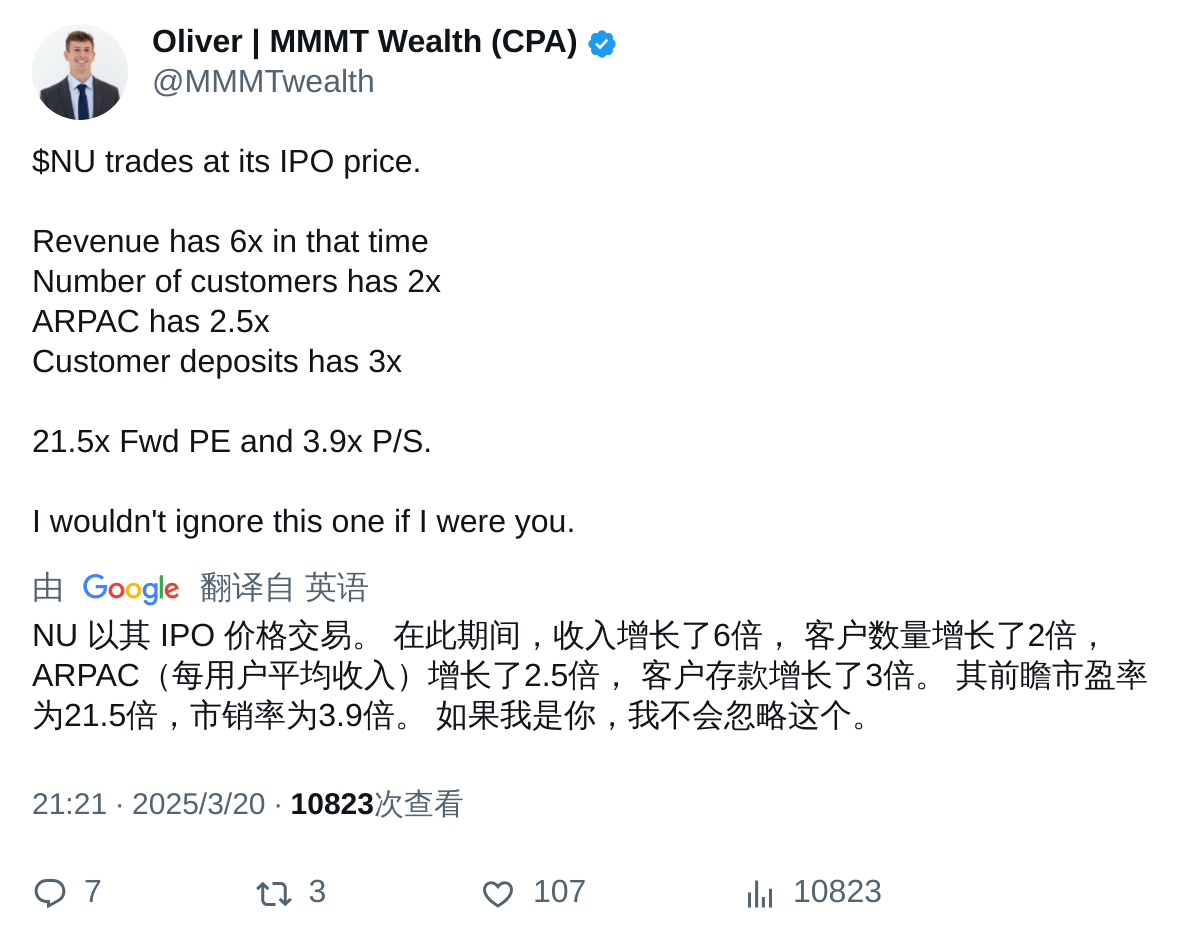 Oliver | MMMT Wealth (CPA)
@MMMTwealth
$NU trades at its IPO price.
Revenue has 6x in that time
Number of customers has 2x
ARPAC has 2.5x
Customer deposits has 3x
21.5x Fwd PE and 3.9x P/S.
I wouldn't ignore this one if I were you.
由 Google 翻译自 英语
NU 以其 IPO 价格交易。 在此期间，收入增长了6倍， 客户数量增长了2倍，
ARPAC（每用户平均收入）增长了2.5倍， 客户存款增长了3倍。 其前瞻市盈率
为21.5倍，市销率为3.9倍。 如果我是你，我不会忽略这个。
21:21 · 2025/3/20 · 10823次查看
7 3 107 10823